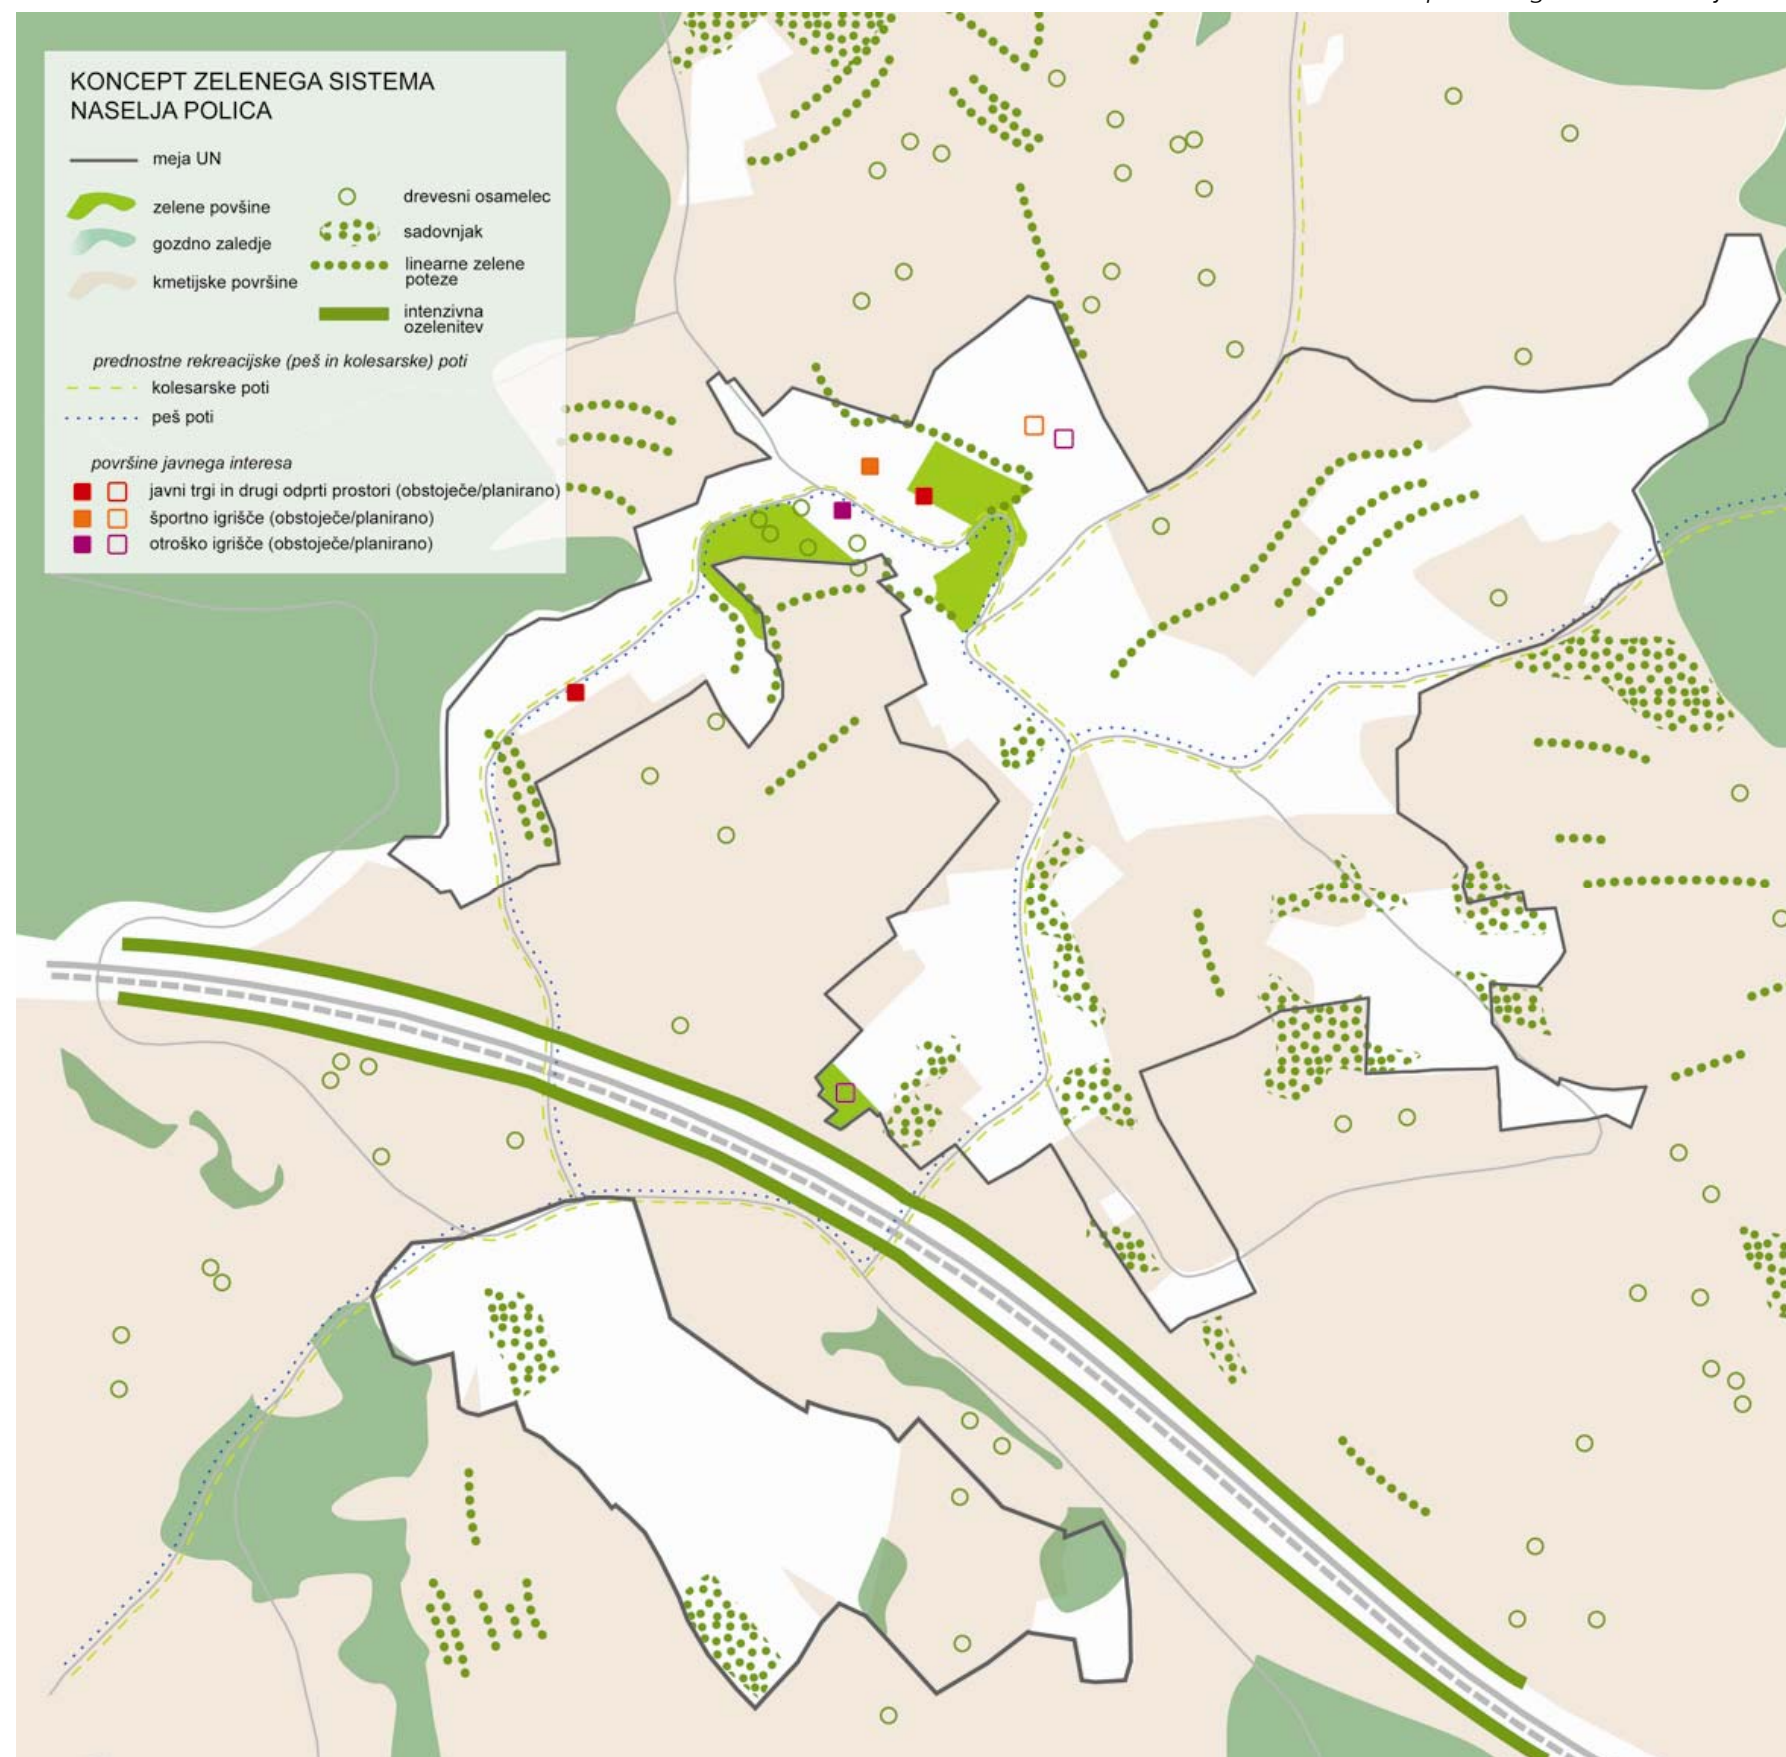 KONCEPT ZELENEGA SISTEMA
NASELJA POLICA
meja UN
zelene povšine
gozdno zaledje
kmetijske površine
drevesni osamelec
sadovnjak
linearne zelene
poteze
intenzivna
ozelenitev
prednostne rekreacijske (peš in kolesarske) poti
kolesarske poti
peš poti
površine javnega interesa
javni trgi in drugi odprti prostori (obstoječe/planirano)
športno igrišče (obstoječe/planirano)
otroško igrišče (obstoječe/planirano)